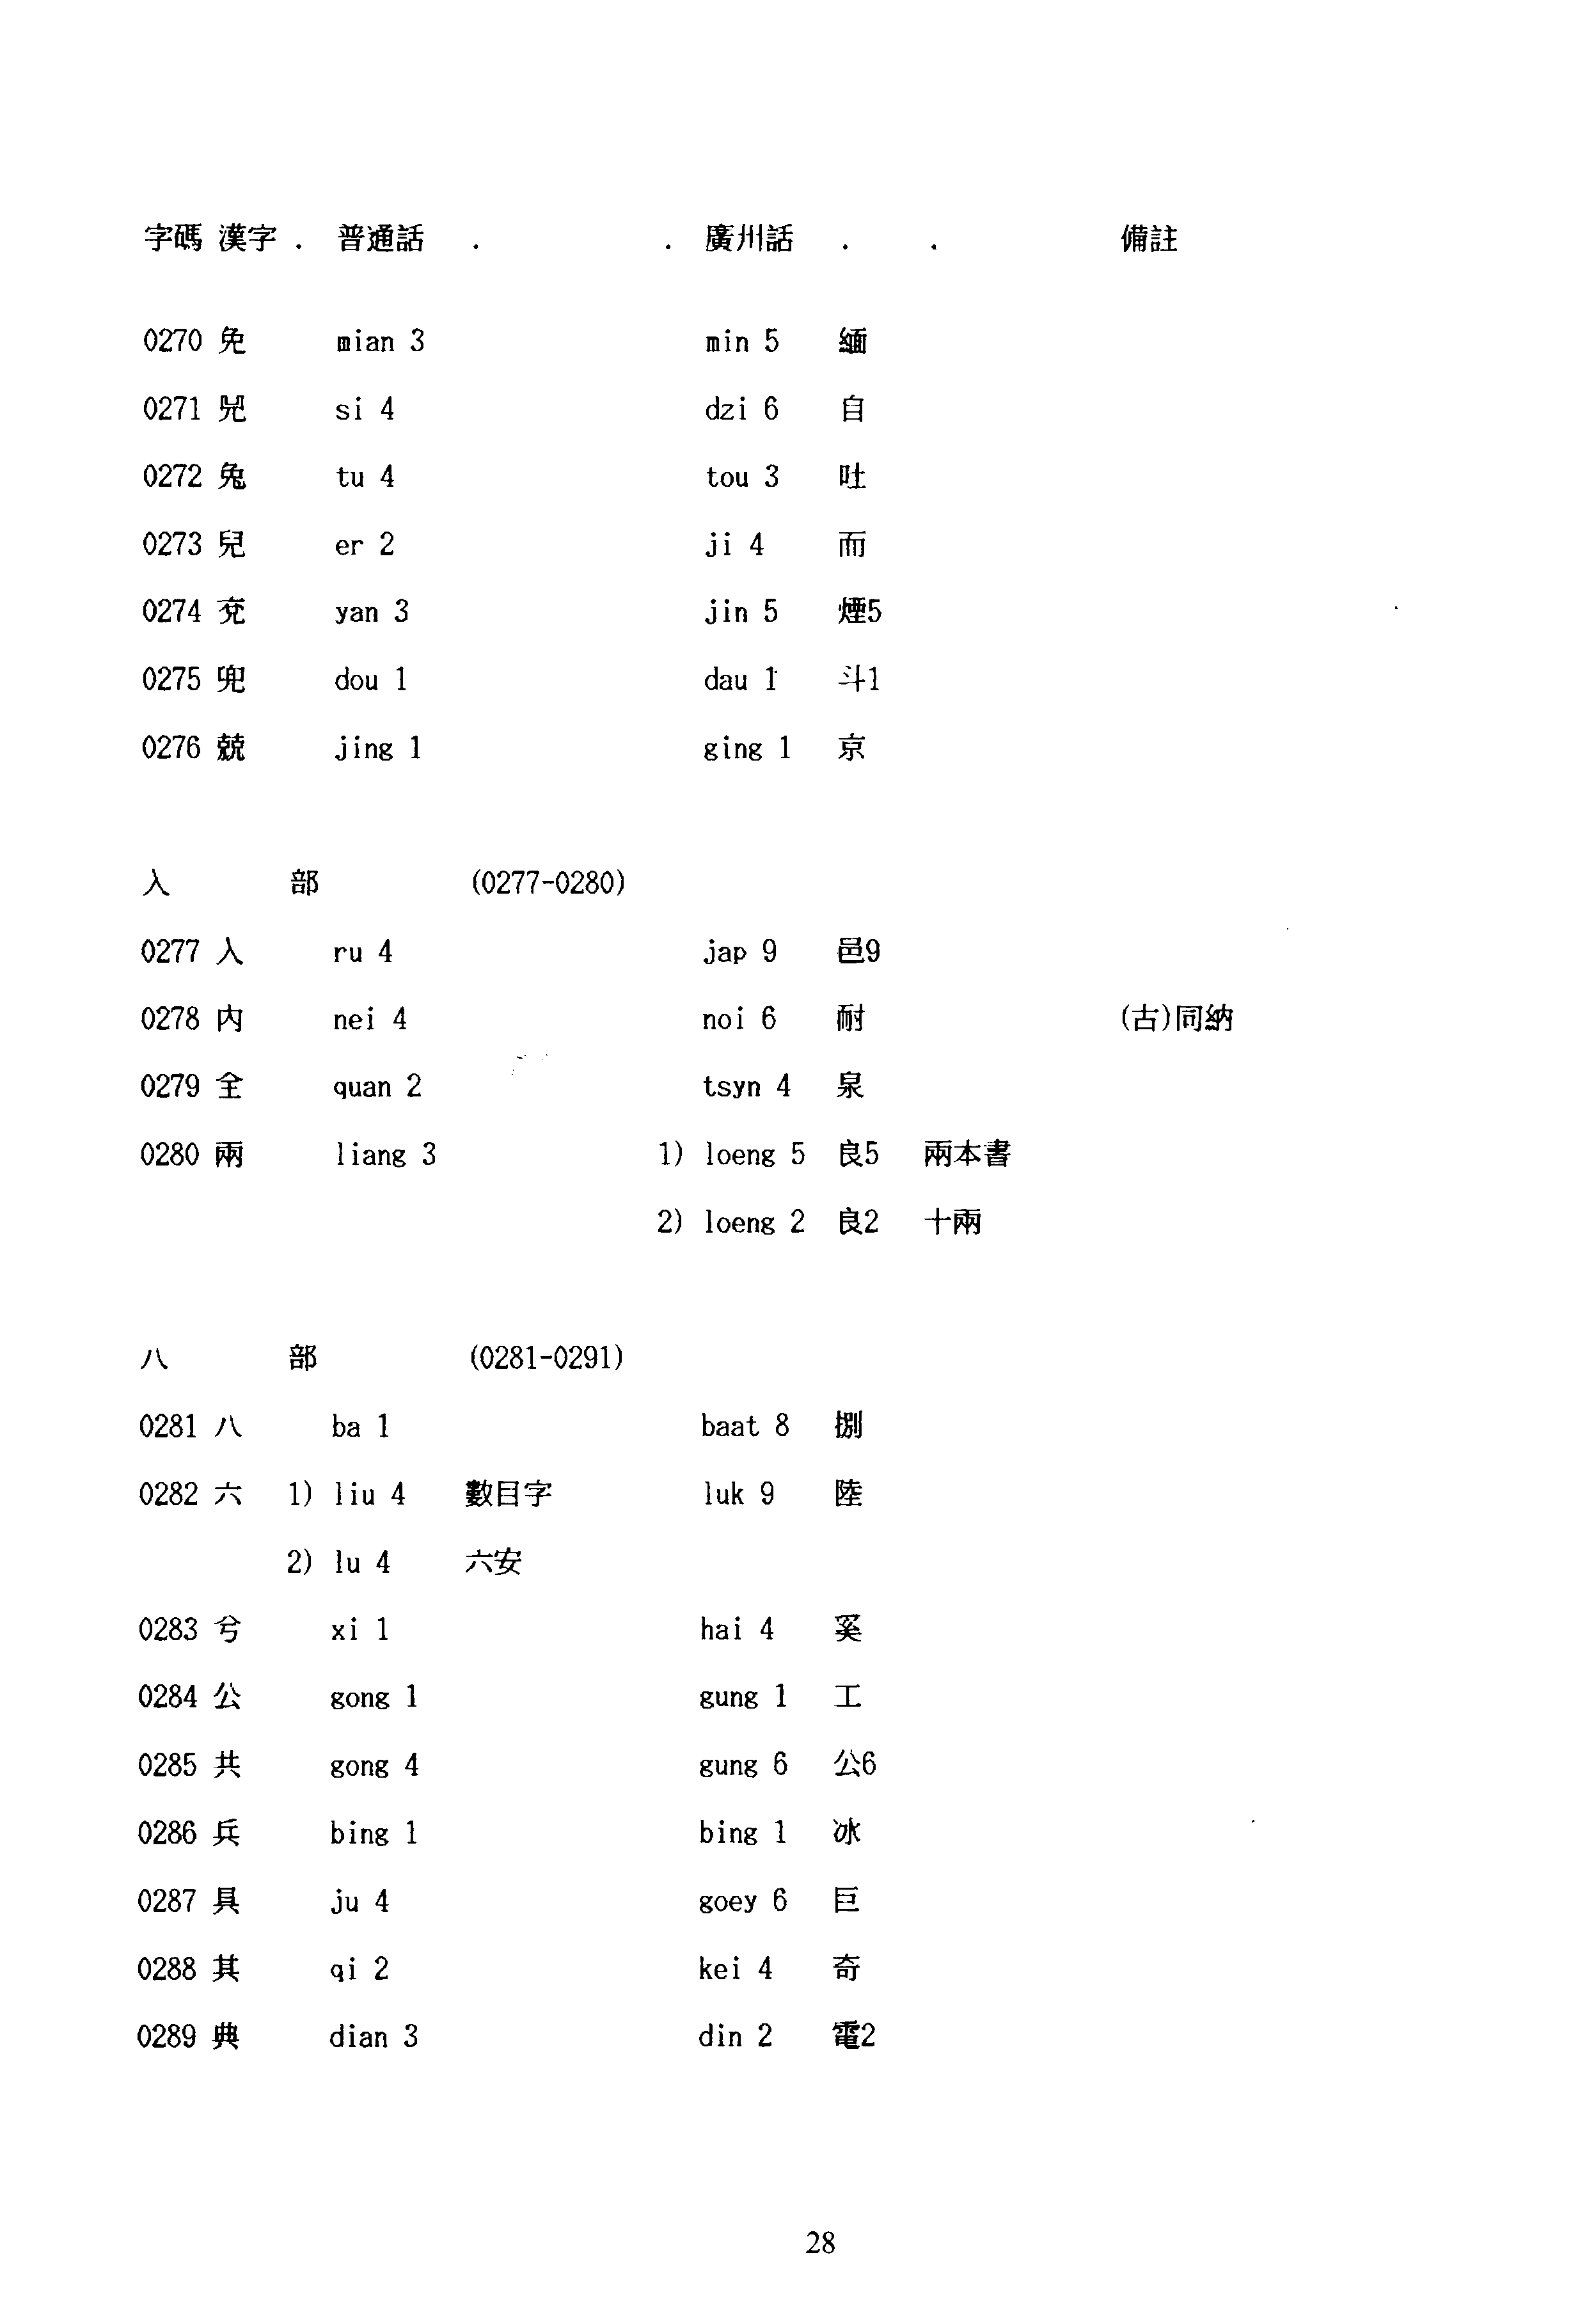 字碼 漢字 . 普通話 . . 廣州話 . . 備註
0270 免 mian 3 min 5 緬
0271 兕 si 4 dzi 6 自
0272 兔 tu 4 tou 3 吐
0273 兒 er 2 ji 4 而
0274 兗 yan 3 jin 5 煙5
0275 兜 dou 1 dau 1 斗1
0276 兢 jing 1 ging 1 京
入 部 (0277-0280)
0277 入 ru 4 jap 9 邑9
0278 內 nei 4 noi 6 耐 (古)同納
0279 全 quan 2 tsyn 4 泉
0280 兩 liang 3 1) loeng 5 良5 兩本書
2) loeng 2 良2 十兩
八 部 (0281-0291)
0281 八 ba 1 baat 8 捌
0282 六 1) liu 4 數目字 luk 9 陸
2) lu 4 六安
0283 兮 xi 1 hai 4 奚
0284 公 gong 1 gung 1 工
0285 共 gong 4 gung 6 公6
0286 兵 bing 1 bing 1 冰
0287 具 ju 4 goey 6 巨
0288 其 qi 2 kei 4 奇
0289 典 dian 3 din 2 電2
28